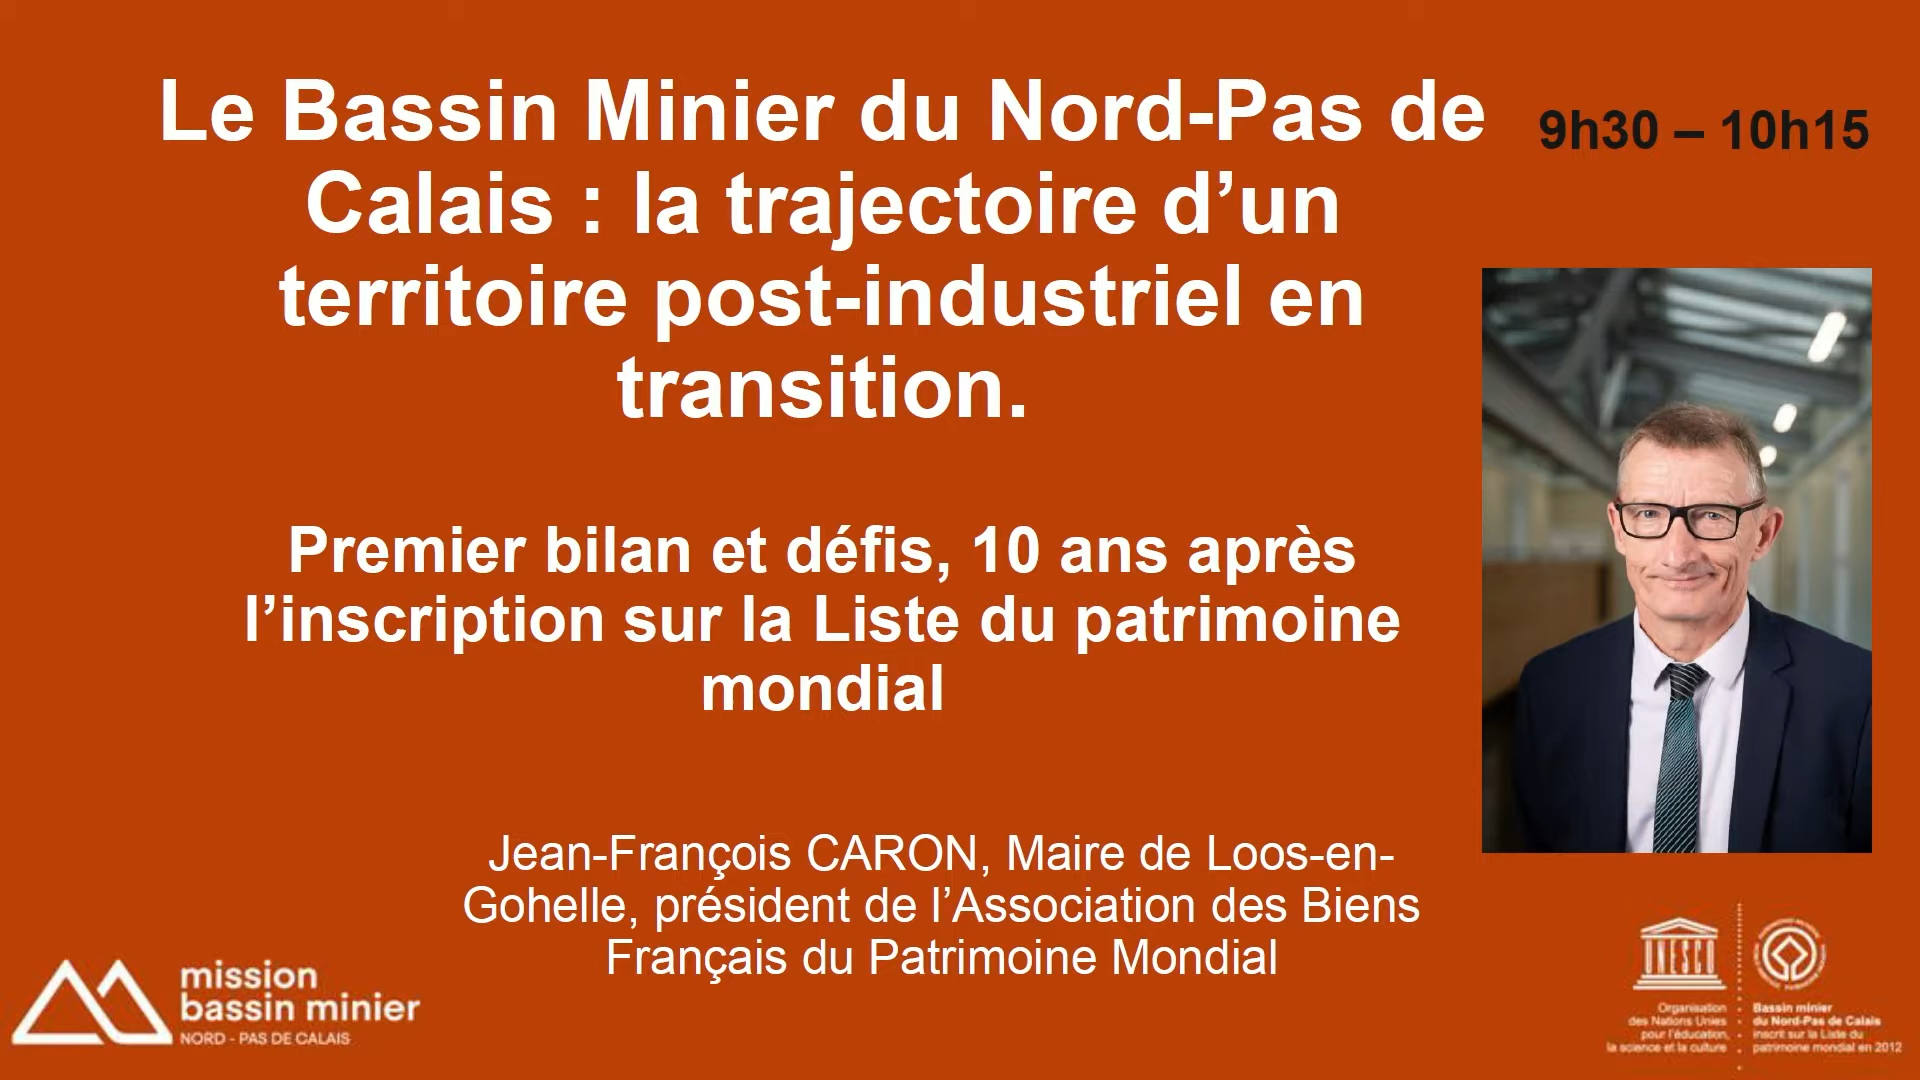 Le Bassin Minier du Nord-Pas de
Calais : la trajectoire d’un
territoire post-industriel en
transition.
9h30 – 10h15
Premier bilan et défis, 10 ans après
l’inscription sur la Liste du patrimoine
mondial
Jean-François CARON, Maire de Loos-en-
Gohelle, président de l’Association des Biens
Français du Patrimoine Mondial
mission
bassin minier
NORD - PAS DE CALAIS
UNESCO
Organisation
des Nations Unies
pour l'éducation,
la science et la culture
Bassin minier
du Nord-Pas de Calais
inscrit sur la Liste du
patrimoine mondial en 2012